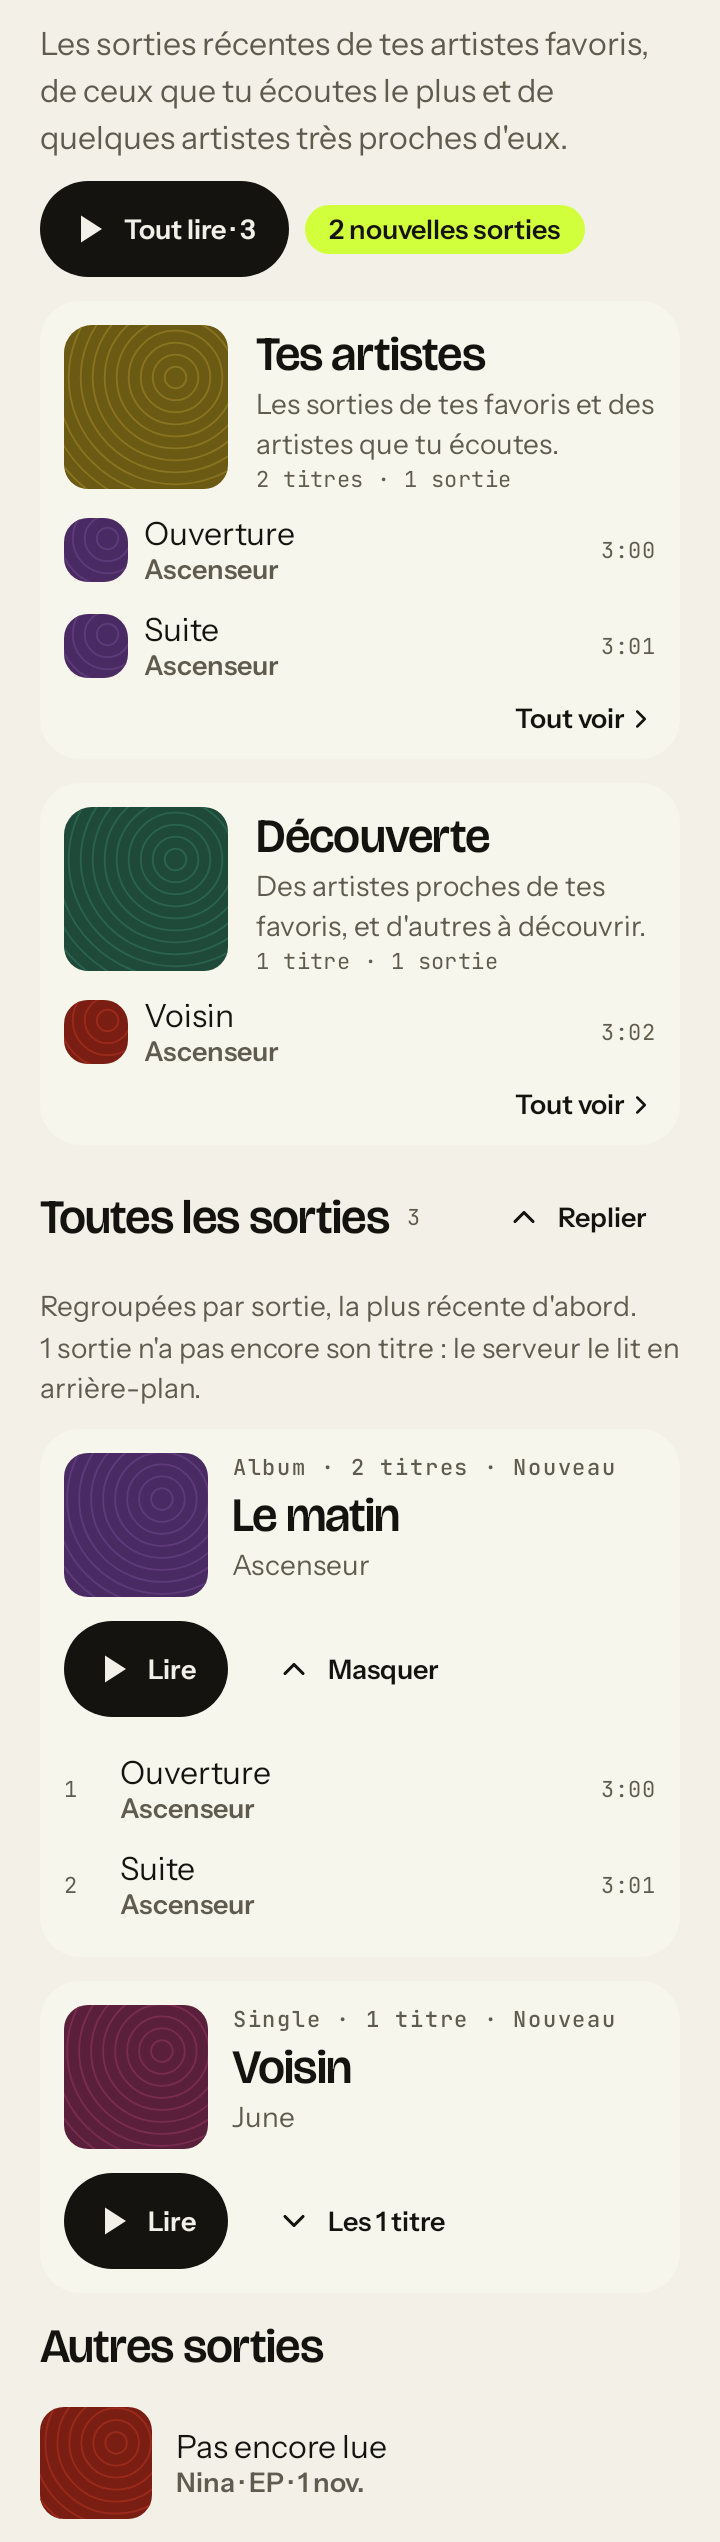 Les sorties récentes de tes artistes favoris,
de ceux que tu écoutes le plus et de
quelques artistes très proches d'eux.
Tout lire · 3
2 nouvelles sorties
Tes artistes
Les sorties de tes favoris et des
artistes que tu écoutes.
2 titres · 1 sortie
Ouverture
Ascenseur
3:00
Suite
Ascenseur
3:01
Tout voir
Découverte
Des artistes proches de tes
favoris, et d'autres à découvrir.
1 titre · 1 sortie
Voisin
Ascenseur
3:02
Tout voir
Toutes les sorties 3
Replier
Regroupées par sortie, la plus récente d'abord.
1 sortie n'a pas encore son titre : le serveur le lit en
arrière-plan.
Album · 2 titres · Nouveau
Le matin
Ascenseur
Lire
Masquer
1
Ouverture
Ascenseur
3:00
2
Suite
Ascenseur
3:01
Single · 1 titre · Nouveau
Voisin
June
Lire
Les 1 titre
Autres sorties
Pas encore lue
Nina · EP · 1 nov.